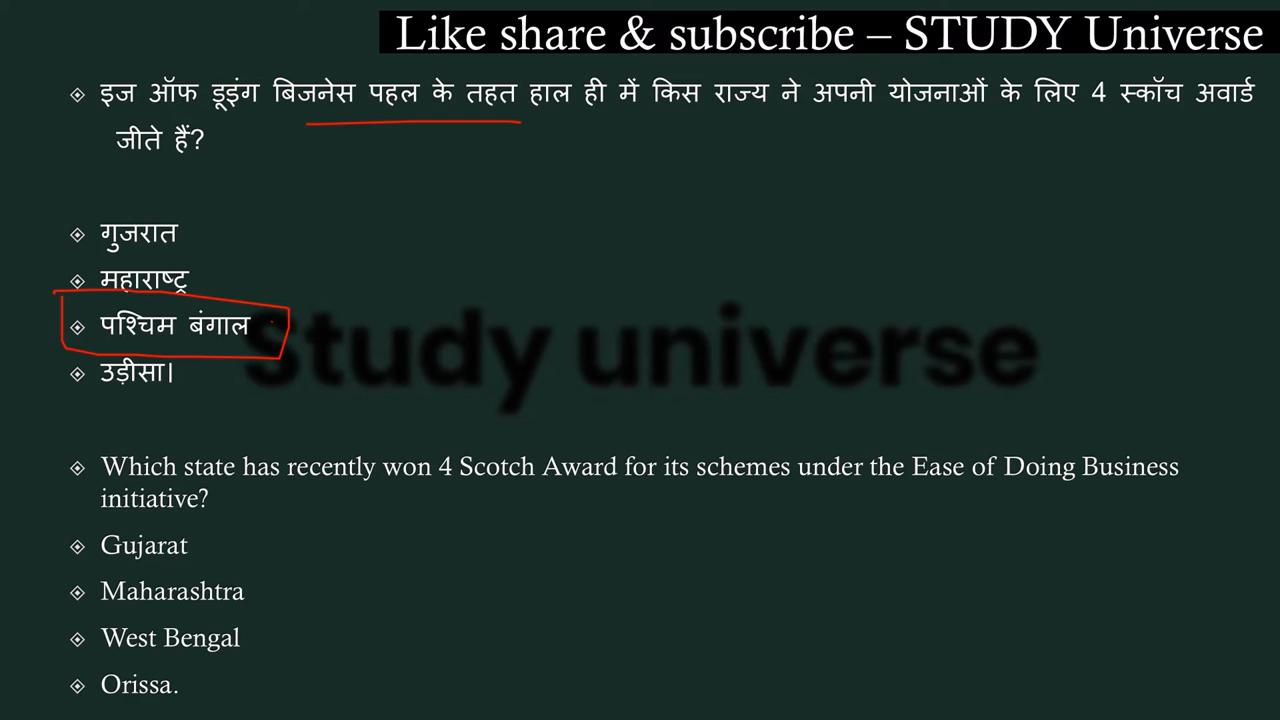 Like share & subscribe – STUDY Universe
इज ऑफ डूइंग बिजनेस पहल के तहत हाल ही में किस राज्य ने अपनी योजनाओं के लिए 4 स्कॉच अवार्ड
जीते हैं?
गुजरात
महाराष्ट्र
पश्चिम बंगाल
Study universe
उड़ीसा।
Which state has recently won 4 Scotch Award for its schemes under the Ease of Doing Business
initiative?
Gujarat
Maharashtra
West Bengal
Orissa.